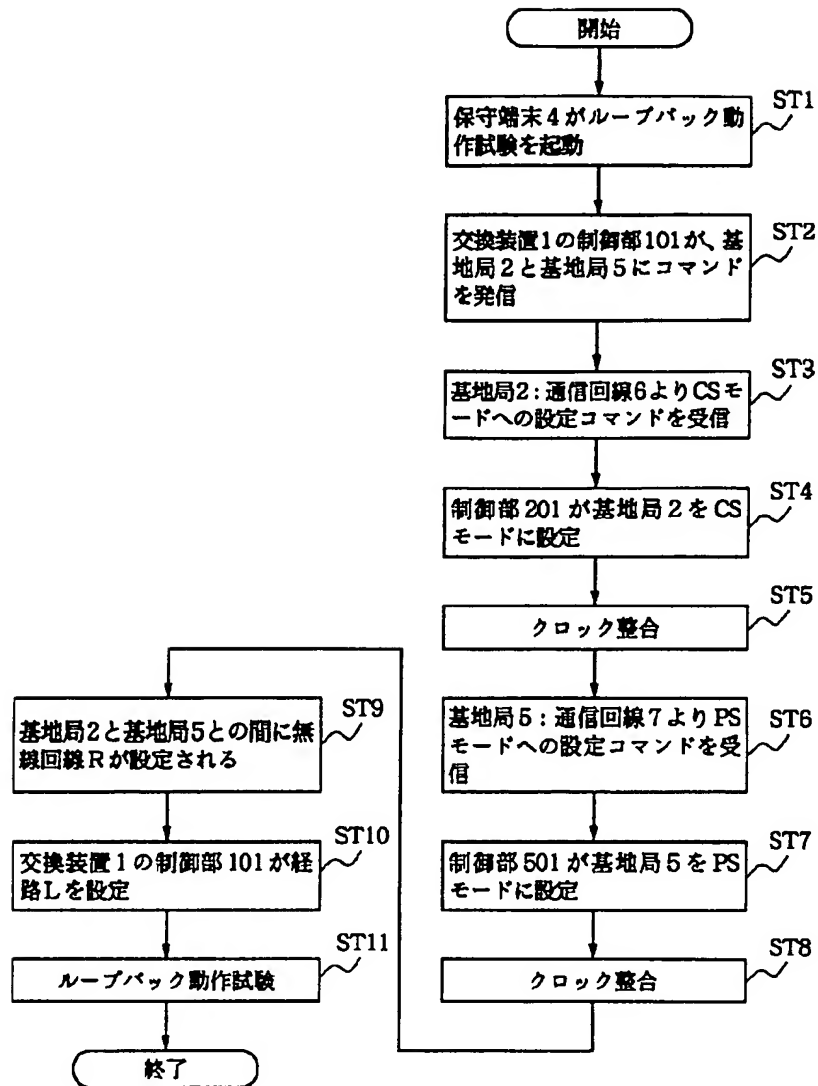 開始
ST1
保守端末4がループバック動
作試験を起動
ST2
交換装置1の制御部101が、基
地局2と基地局5にコマンド
を発信
ST3
基地局2:通信回線6よりCSモ
ードへの設定コマンドを受信
ST4
制御部201が基地局2をCS
モードに設定
ST5
クロック整合
ST6
基地局5:通信回線7よりPS
モードへの設定コマンドを受
信
ST7
制御部501が基地局5をPS
モードに設定
ST8
クロック整合
ST9
基地局2と基地局5との間に無
線回線Rが設定される
ST10
交換装置1の制御部101が経
路Lを設定
ST11
ループバック動作試験
終了